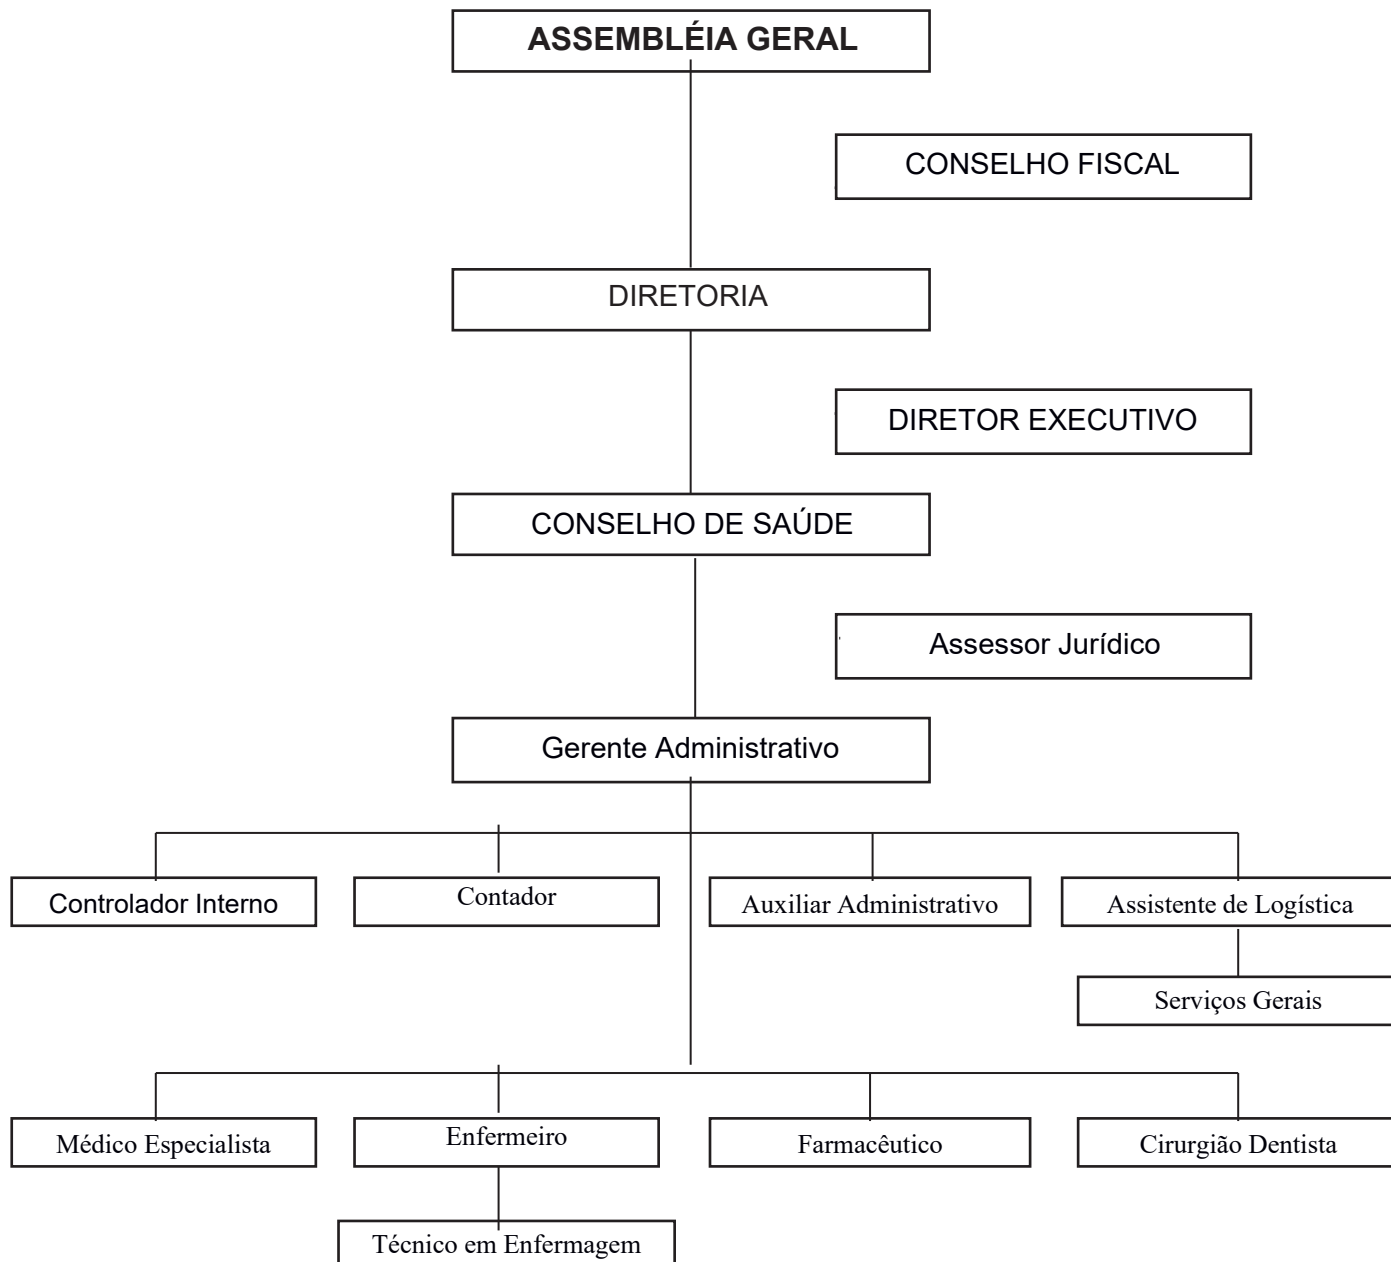 ASSEMBLÉIA GERAL
CONSELHO FISCAL
DIRETORIA
DIRETOR EXECUTIVO
CONSELHO DE SAÚDE
Assessor Jurídico
Gerente Administrativo
Controlador Interno
Contador
Auxiliar Administrativo
Assistente de Logística
Serviços Gerais
Médico Especialista
Enfermeiro
Farmacêutico
Cirurgião Dentista
Técnico em Enfermagem